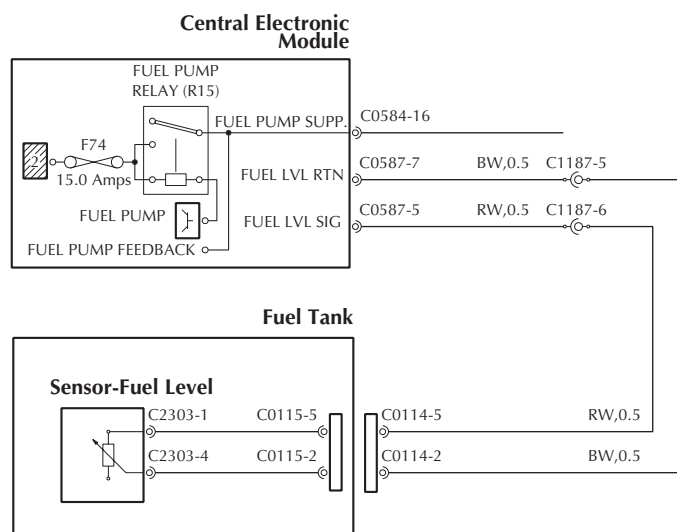 Central Electronic
Module
FUEL PUMP
RELAY (R15)
FUEL PUMP SUPP.
C0584-16
F74
2
15.0 Amps
FUEL LVL RTN
C0587-7
BW,0.5
C1187-5
FUEL PUMP
FUEL LVL SIG
C0587-5
RW,0.5
C1187-6
FUEL PUMP FEEDBACK
Fuel Tank
Sensor-Fuel Level
C2303-1
C0115-5
C0114-5
RW,0.5
C2303-4
C0115-2
C0114-2
BW,0.5